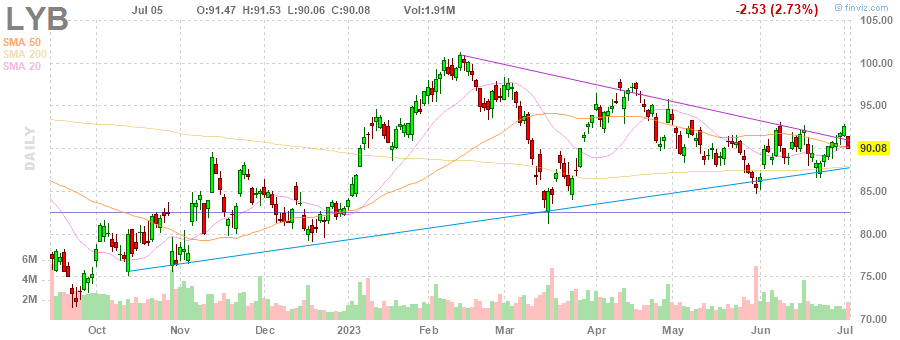 LYB
Jul 05 O:91.47 H:91.53 L:90.06 C:90.08 Vol:1.91M
-2.53 (2.73%)
finviz.com
SMA 50
SMA 200
SMA 20
DAILY
105.00
100.00
95.00
90.08
85.00
80.00
75.00
70.00
6M
4M
2M
Oct Nov Dec 2023 Feb Mar Apr May Jun Jul